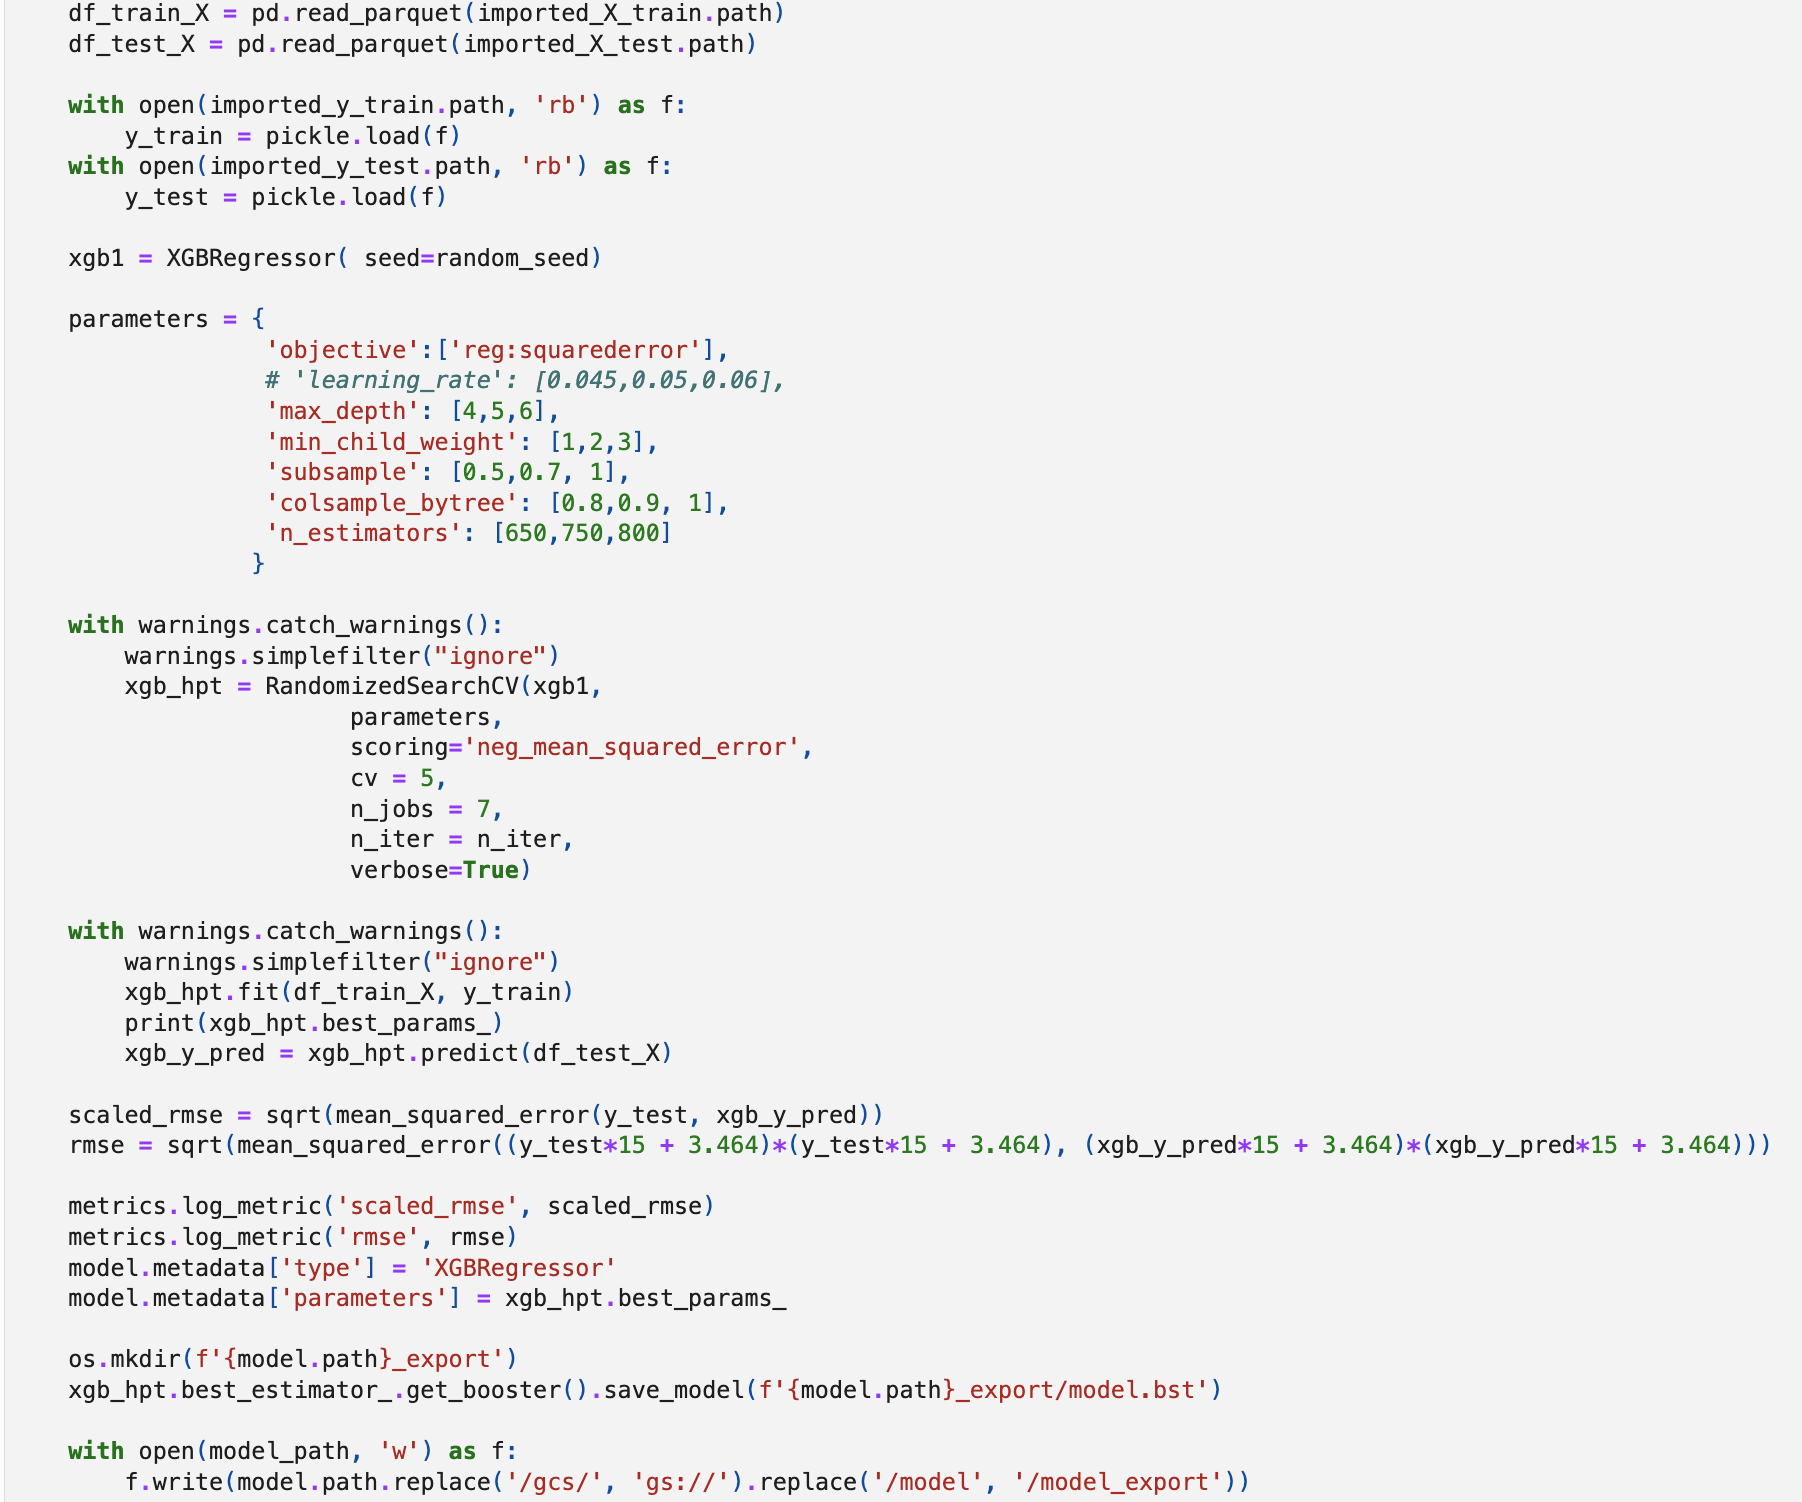 df_train_X = pd.read_parquet(imported_X_train.path)
df_test_X = pd.read_parquet(imported_X_test.path)

with open(imported_y_train.path, 'rb') as f:
    y_train = pickle.load(f)
with open(imported_y_test.path, 'rb') as f:
    y_test = pickle.load(f)

xgb1 = XGBRegressor( seed=random_seed)

parameters = {
              'objective':['reg:squarederror'],
              # 'learning_rate': [0.045,0.05,0.06],
              'max_depth': [4,5,6],
              'min_child_weight': [1,2,3],
              'subsample': [0.5,0.7, 1],
              'colsample_bytree': [0.8,0.9, 1],
              'n_estimators': [650,750,800]
             }

with warnings.catch_warnings():
    warnings.simplefilter("ignore")
    xgb_hpt = RandomizedSearchCV(xgb1,
                    parameters,
                    scoring='neg_mean_squared_error',
                    cv = 5,
                    n_jobs = 7,
                    n_iter = n_iter,
                    verbose=True)

with warnings.catch_warnings():
    warnings.simplefilter("ignore")
    xgb_hpt.fit(df_train_X, y_train)
    print(xgb_hpt.best_params_)
    xgb_y_pred = xgb_hpt.predict(df_test_X)

scaled_rmse = sqrt(mean_squared_error(y_test, xgb_y_pred))
rmse = sqrt(mean_squared_error((y_test*15 + 3.464)*(y_test*15 + 3.464), (xgb_y_pred*15 + 3.464)*(xgb_y_pred*15 + 3.464)))

metrics.log_metric('scaled_rmse', scaled_rmse)
metrics.log_metric('rmse', rmse)
model.metadata['type'] = 'XGBRegressor'
model.metadata['parameters'] = xgb_hpt.best_params_

os.mkdir(f'{model.path}_export')
xgb_hpt.best_estimator_.get_booster().save_model(f'{model.path}_export/model.bst')

with open(model_path, 'w') as f:
    f.write(model.path.replace('/gcs/', 'gs://').replace('/model', '/model_export'))